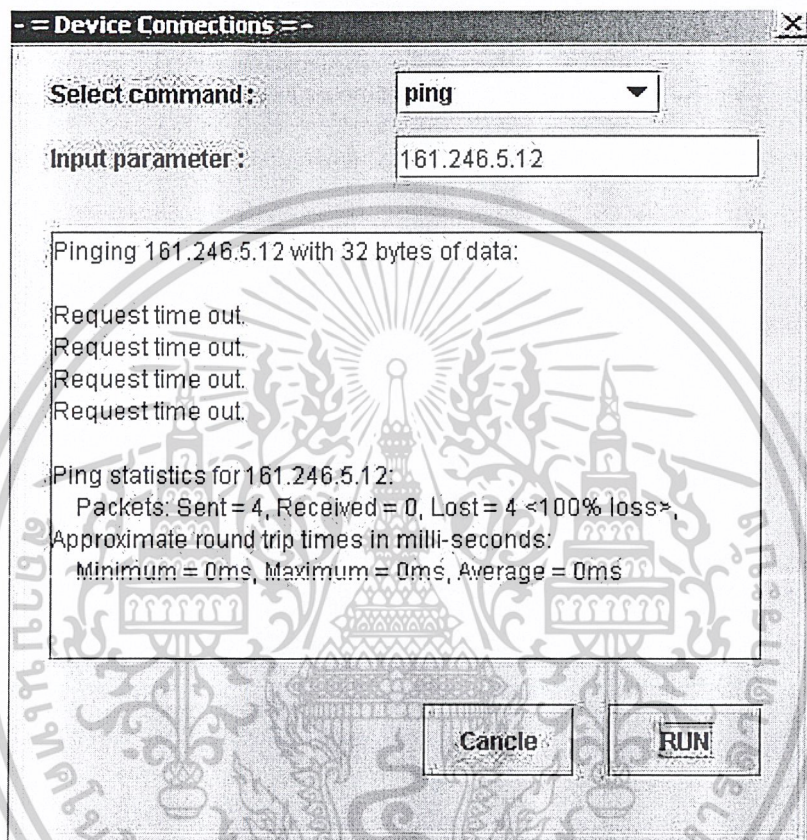 - = Device Connections = -
Select command :
ping
Input parameter :
161.246.5.12
Pinging 161.246.5.12 with 32 bytes of data:
Request time out.
Request time out.
Request time out.
Request time out.
Ping statistics for 161.246.5.12:
Packets: Sent = 4, Received = 0, Lost = 4 <100% loss>,
Approximate round trip times in milli-seconds:
Minimum = 0ms, Maximum = 0ms, Average = 0ms
Cancle
RUN